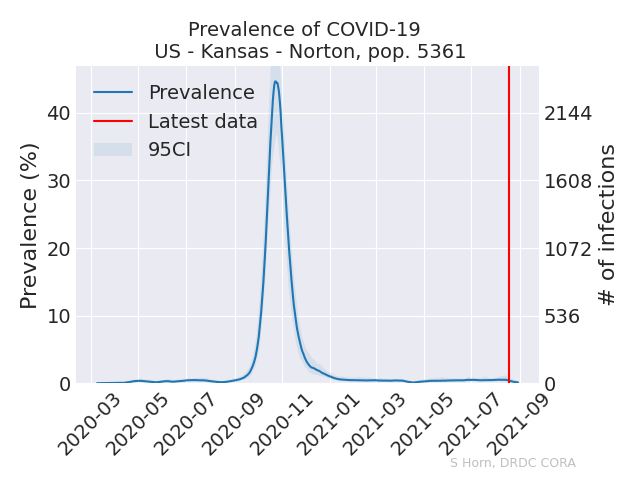 Prevalence of COVID-19
US - Kansas - Norton, pop. 5361
Prevalence
Latest data
95CI
Prevalence (%)
40
30
20
10
0
# of infections
2144
1608
1072
536
0
2020-03
2020-05
2020-07
2020-09
2020-11
2021-01
2021-03
2021-05
2021-07
2021-09
S Horn, DRDC CORA